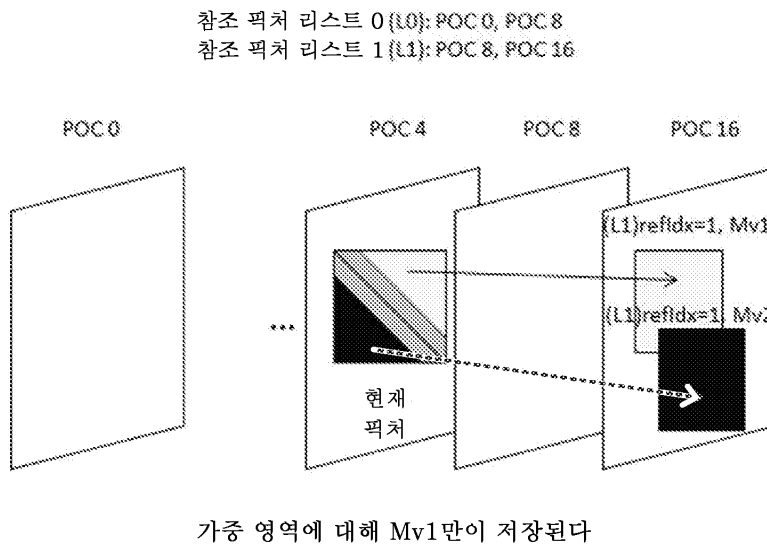 참조 픽처 리스트 0(L0): POC 0, POC 8
참조 픽처 리스트 1(L1): POC 8, POC 16
POC 0
POC 4
POC 8
POC 16
(L1)refIdx=1, Mv1
(L1)refIdx=1, Mv2
...
현재
픽처
가중 영역에 대해 Mv1만이 저장된다